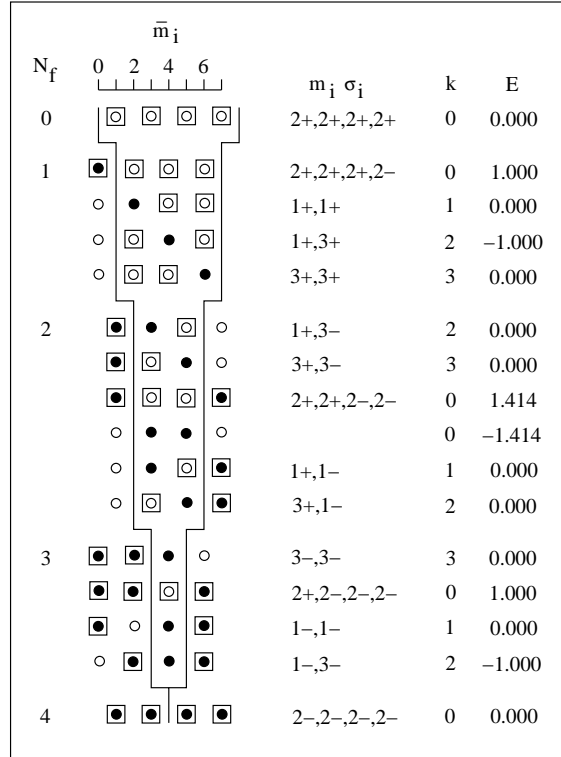 m̄ i
N f 0 2 4 6
m i σ i k E
0 2+,2+,2+,2+ 0 0.000
1 2+,2+,2+,2− 0 1.000
1+,1+ 1 0.000
1+,3+ 2 −1.000
3+,3+ 3 0.000
2 1+,3− 2 0.000
3+,3− 3 0.000
2+,2+,2−,2− 0 1.414
0 −1.414
1+,1− 1 0.000
3+,1− 2 0.000
3 3−,3− 3 0.000
2+,2−,2−,2− 0 1.000
1−,1− 1 0.000
1−,3− 2 −1.000
4 2−,2−,2−,2− 0 0.000